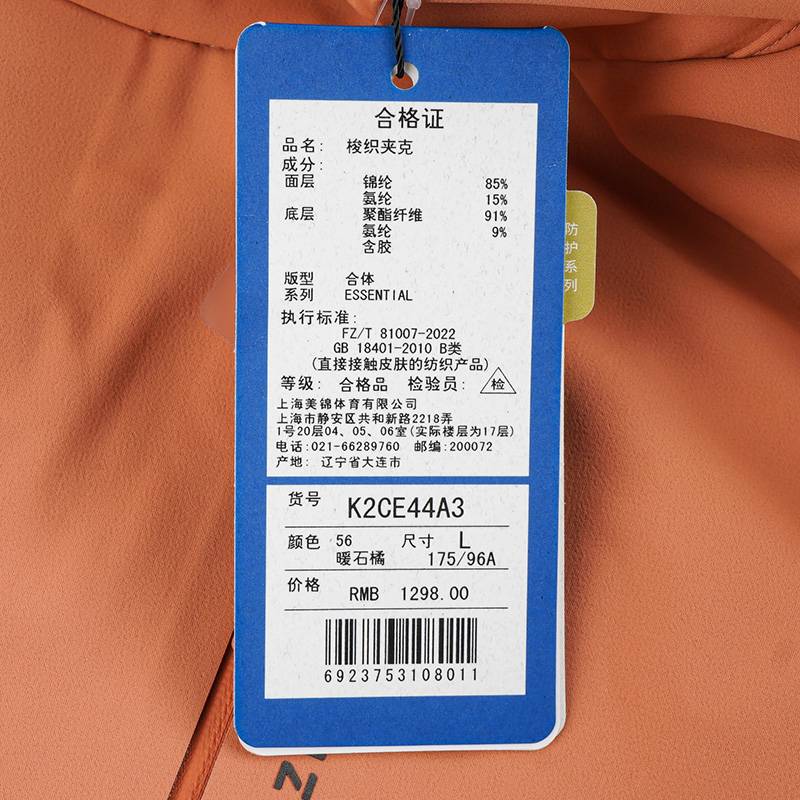 合格证
品名: 梭织夹克
成分:
面层 锦纶 85%
氨纶 15%
底层 聚酯纤维 91%
氨纶 9%
含胶
版型 合体
系列 ESSENTIAL
执行标准:
FZ/T 81007-2022
GB 18401-2010 B类
(直接接触皮肤的纺织产品)
等级: 合格品 检验员: 检
上海美锦体育有限公司
上海市静安区共和新路2218弄
1号20层04、05、06室(实际楼层为17层)
电话:021-66289760 邮编:200072
产地: 辽宁省大连市
货号 K2CE44A3
颜色 56 尺寸 L
暖石橘 175/96A
价格 RMB 1298.00
6923753108011
防护系列